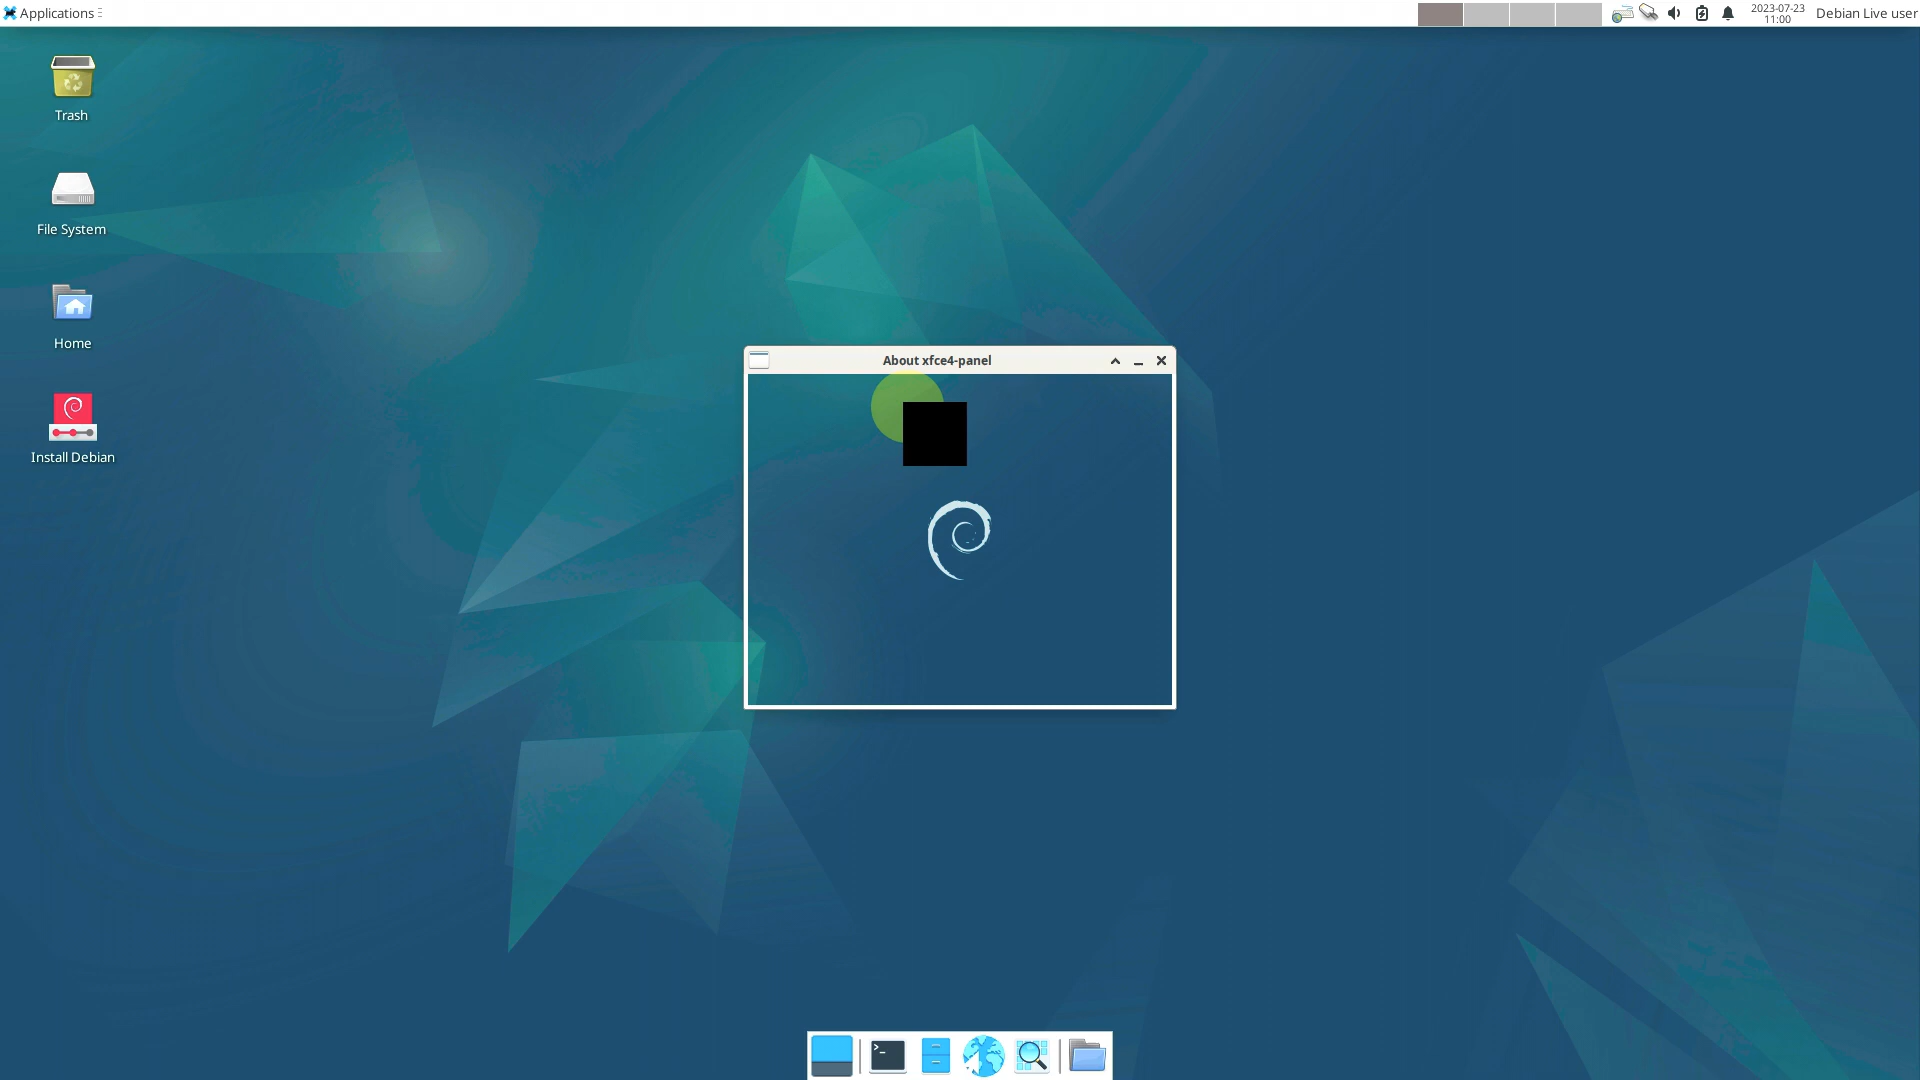 Applications
2023-07-23
11:00
Debian Live user
Trash
File System
Home
Install Debian
About xfce4-panel
>_